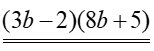 (3b − 2)(8b + 5)